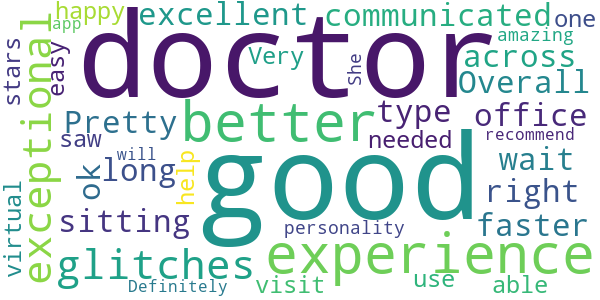 happy
app
excellent
communicated
one
stars
easy
doctor
amazing
Very
She
across
Overall
exceptional
Pretty
better
type
office
saw
needed
recommend
will
long
ok
help
good
wait
right
sitting
faster
virtual
personality
glitches
experience
Definitely
visit
use
able